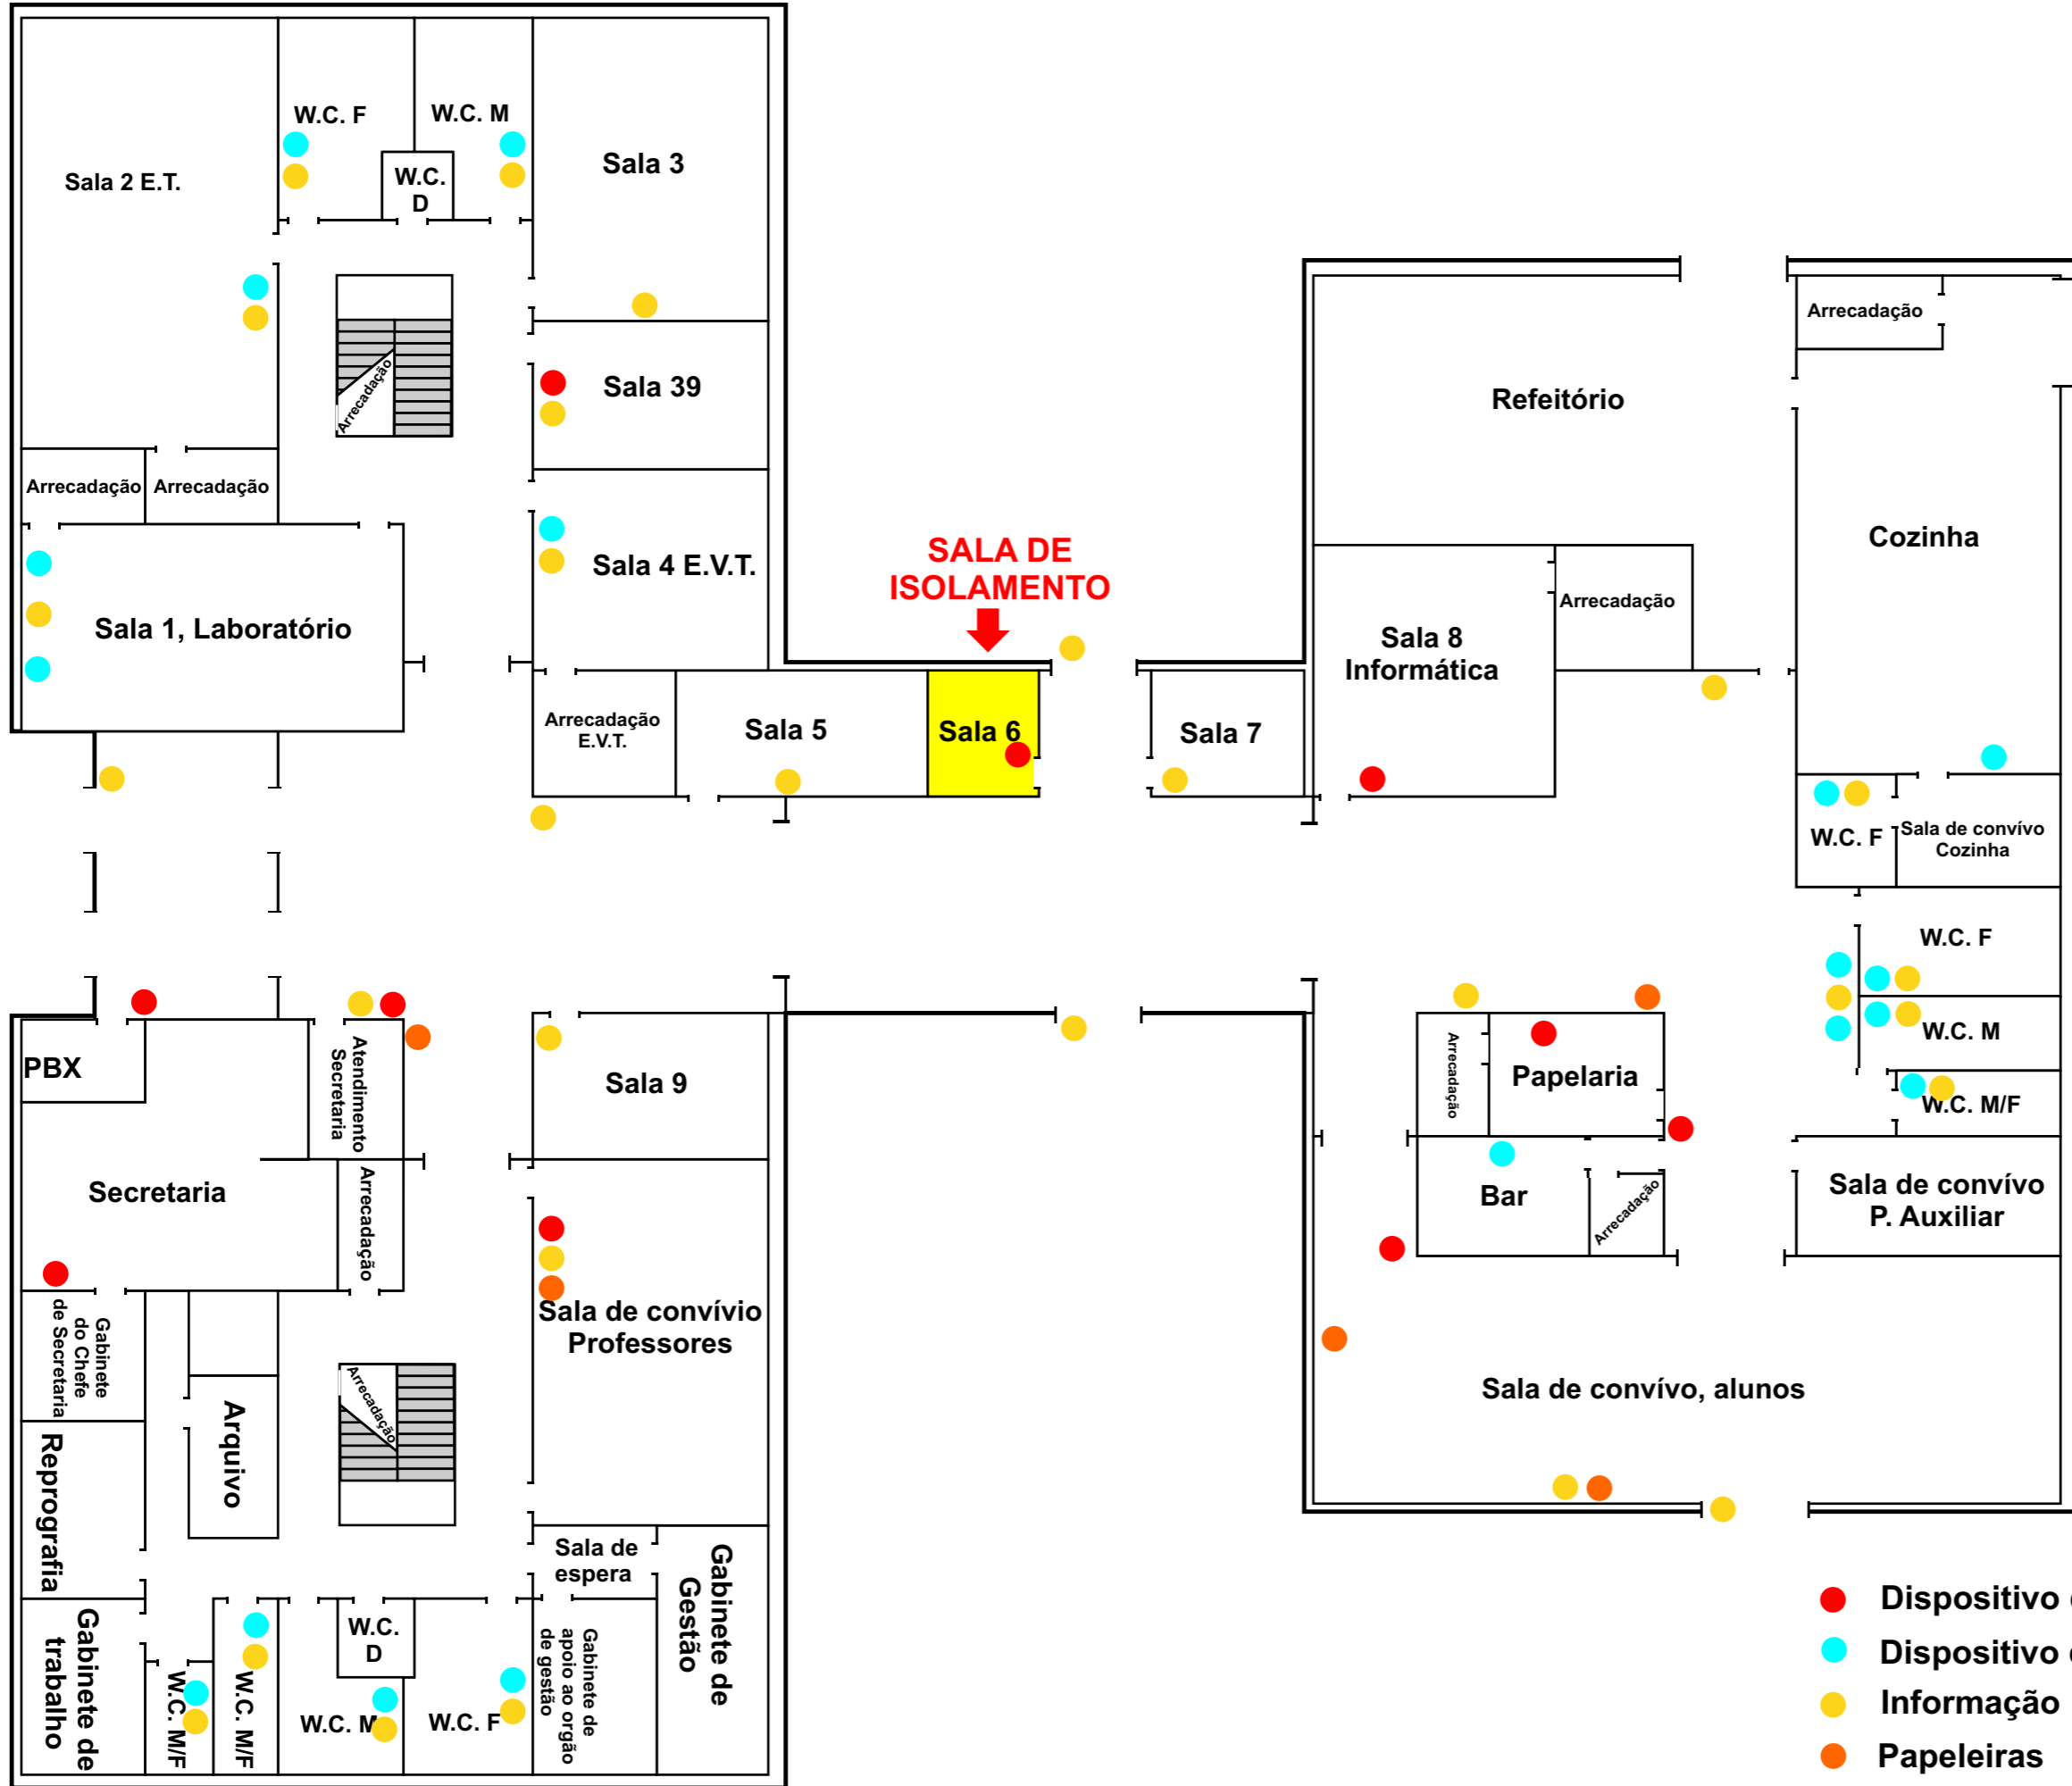 W.C. F
W.C. M
Sala 3
Sala 2 E.T.
W.C.
D
Arrecadação
Sala 39
Arrecadação
Arrecadação
Sala 4 E.V.T.
Sala 1, Laboratório
Arrecadação
E.V.T.
Sala 5
SALA DE
ISOLAMENTO
Sala 6
Sala 7
Refeitório
Arrecadação
Cozinha
Sala 8
Informática
Arrecadação
W.C. F
Sala de convívo
Cozinha
W.C. F
W.C. M
W.C. M/F
Sala de convívo
P. Auxiliar
Arrecadação
Papelaria
Bar
Arrecadação
Sala de convívo, alunos
PBX
Atendimento
Secretaria
Sala 9
Secretaria
Arrecadação
Gabinete
do Chefe
de Secretaria
Arquivo
Arrecadação
Sala de convívio
Professores
Reprografia
Sala de
espera
Gabinete de
Gestão
Gabinete de
trabalho
W.C. M/F
W.C. M/F
W.C.
D
W.C. M
W.C. F
Gabinete de
apoio ao orgão
de gestão
Dispositivo
Dispositivo
Informação
Papeleiras